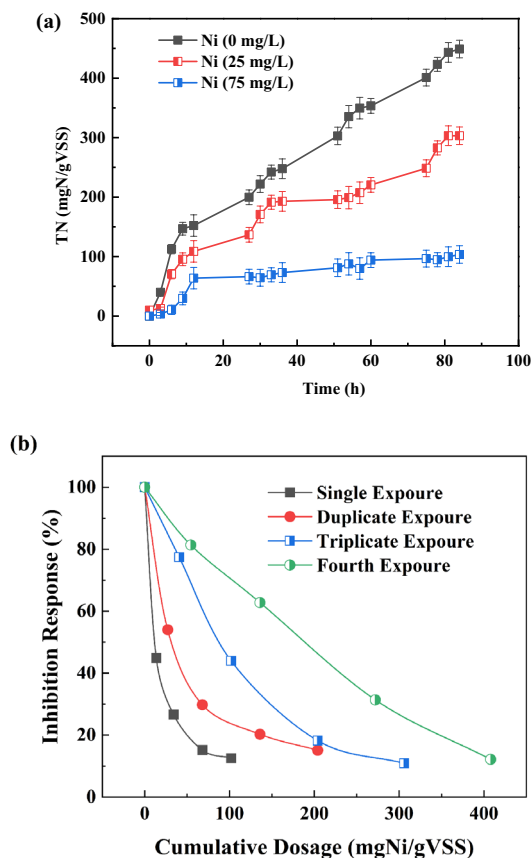 (a)
500
400
300
200
100
0
TN (mgN/gVSS)
Ni (0 mg/L)
Ni (25 mg/L)
Ni (75 mg/L)
0 20 40 60 80 100
Time (h)
(b)
100
80
60
40
20
0
Inhibition Response (%)
Single Expoure
Duplicate Expoure
Triplicate Expoure
Fourth Expoure
0 100 200 300 400
Cumulative Dosage (mgNi/gVSS)